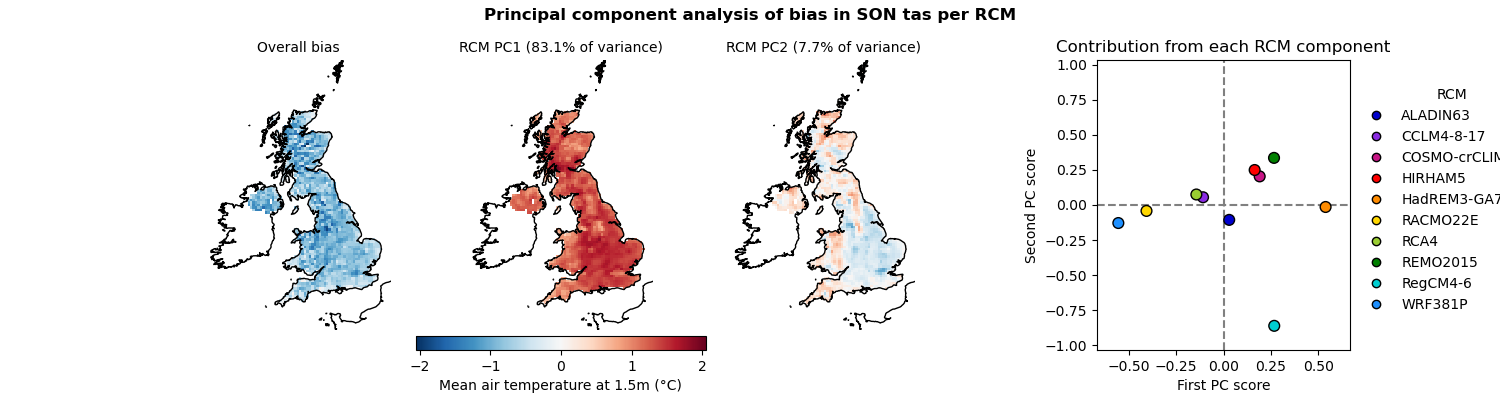 Principal component analysis of bias in SON tas per RCM
Overall bias
RCM PC1 (83.1% of variance)
RCM PC2 (7.7% of variance)
−2 −1 0 1 2
Mean air temperature at 1.5m (°C)
Contribution from each RCM component
1.00
0.75
0.50
0.25
0.00
−0.25
−0.50
−0.75
−1.00
Second PC score
−0.50 −0.25 0.00 0.25 0.50
First PC score
RCM
ALADIN63
CCLM4-8-17
COSMO-crCLIM
HIRHAM5
HadREM3-GA7
RACMO22E
RCA4
REMO2015
RegCM4-6
WRF381P